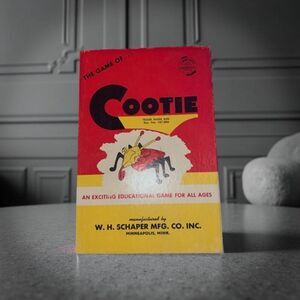 THE GAME OF
COOTIE
AN EXCITING EDUCATIONAL GAME FOR ALL AGES
manufactured by
W. H. SCHAPER MFG. CO. INC.
MINNEAPOLIS, MINN.